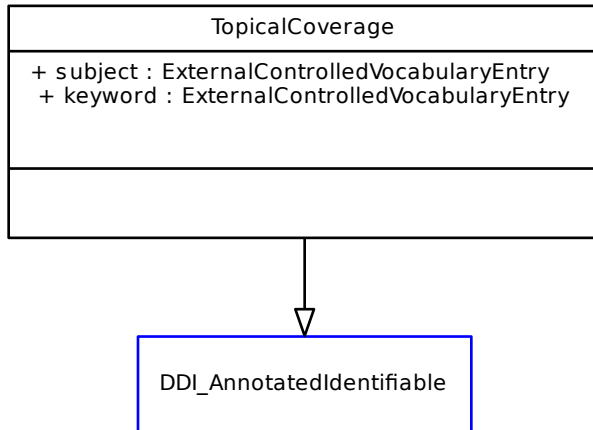 TopicalCoverage
+ subject : ExternalControlledVocabularyEntry
+ keyword : ExternalControlledVocabularyEntry
DDI_AnnotatedIdentifiable